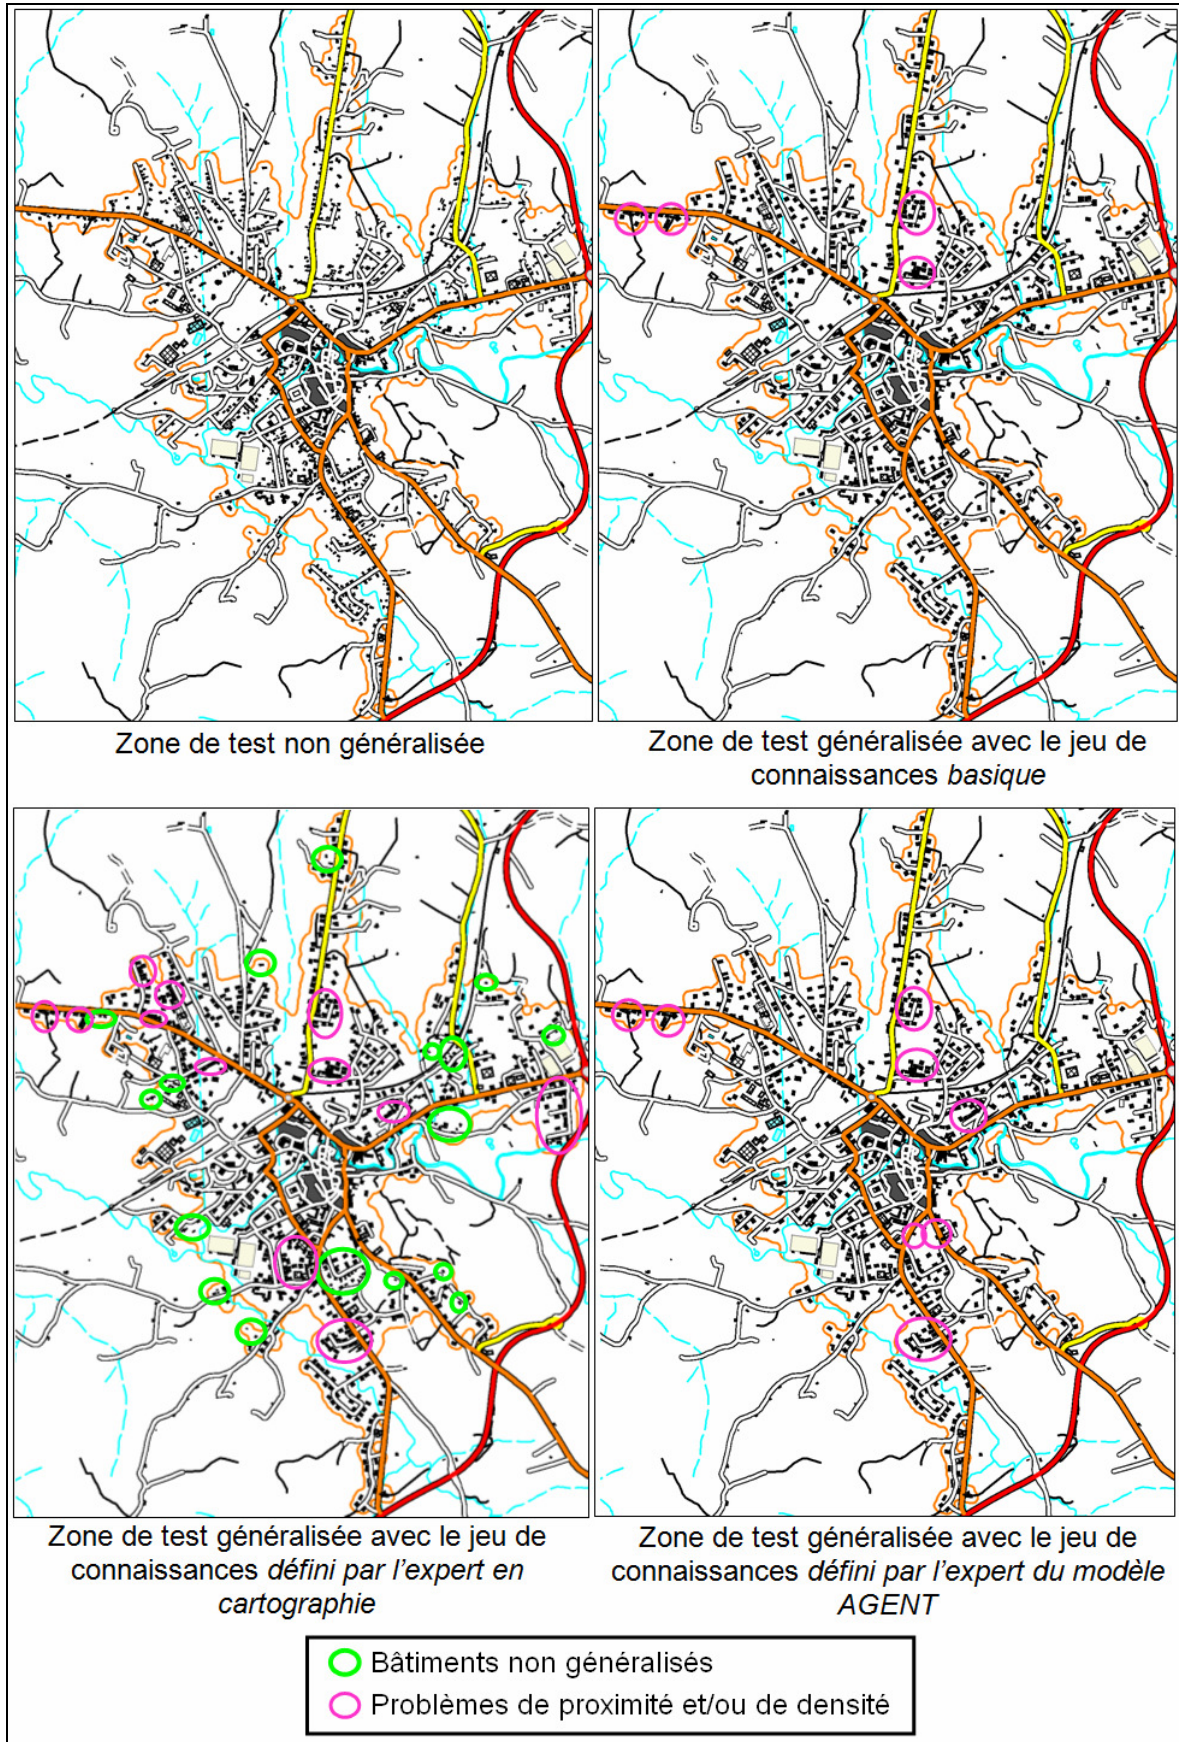 Zone de test non généralisée
Zone de test généralisée avec le jeu de
connaissances basique
Zone de test généralisée avec le jeu de
connaissances défini par l'expert en
cartographie
Zone de test généralisée avec le jeu de
connaissances défini par l'expert du modèle
AGENT
Bâtiments non généralisés
Problèmes de proximité et/ou de densité